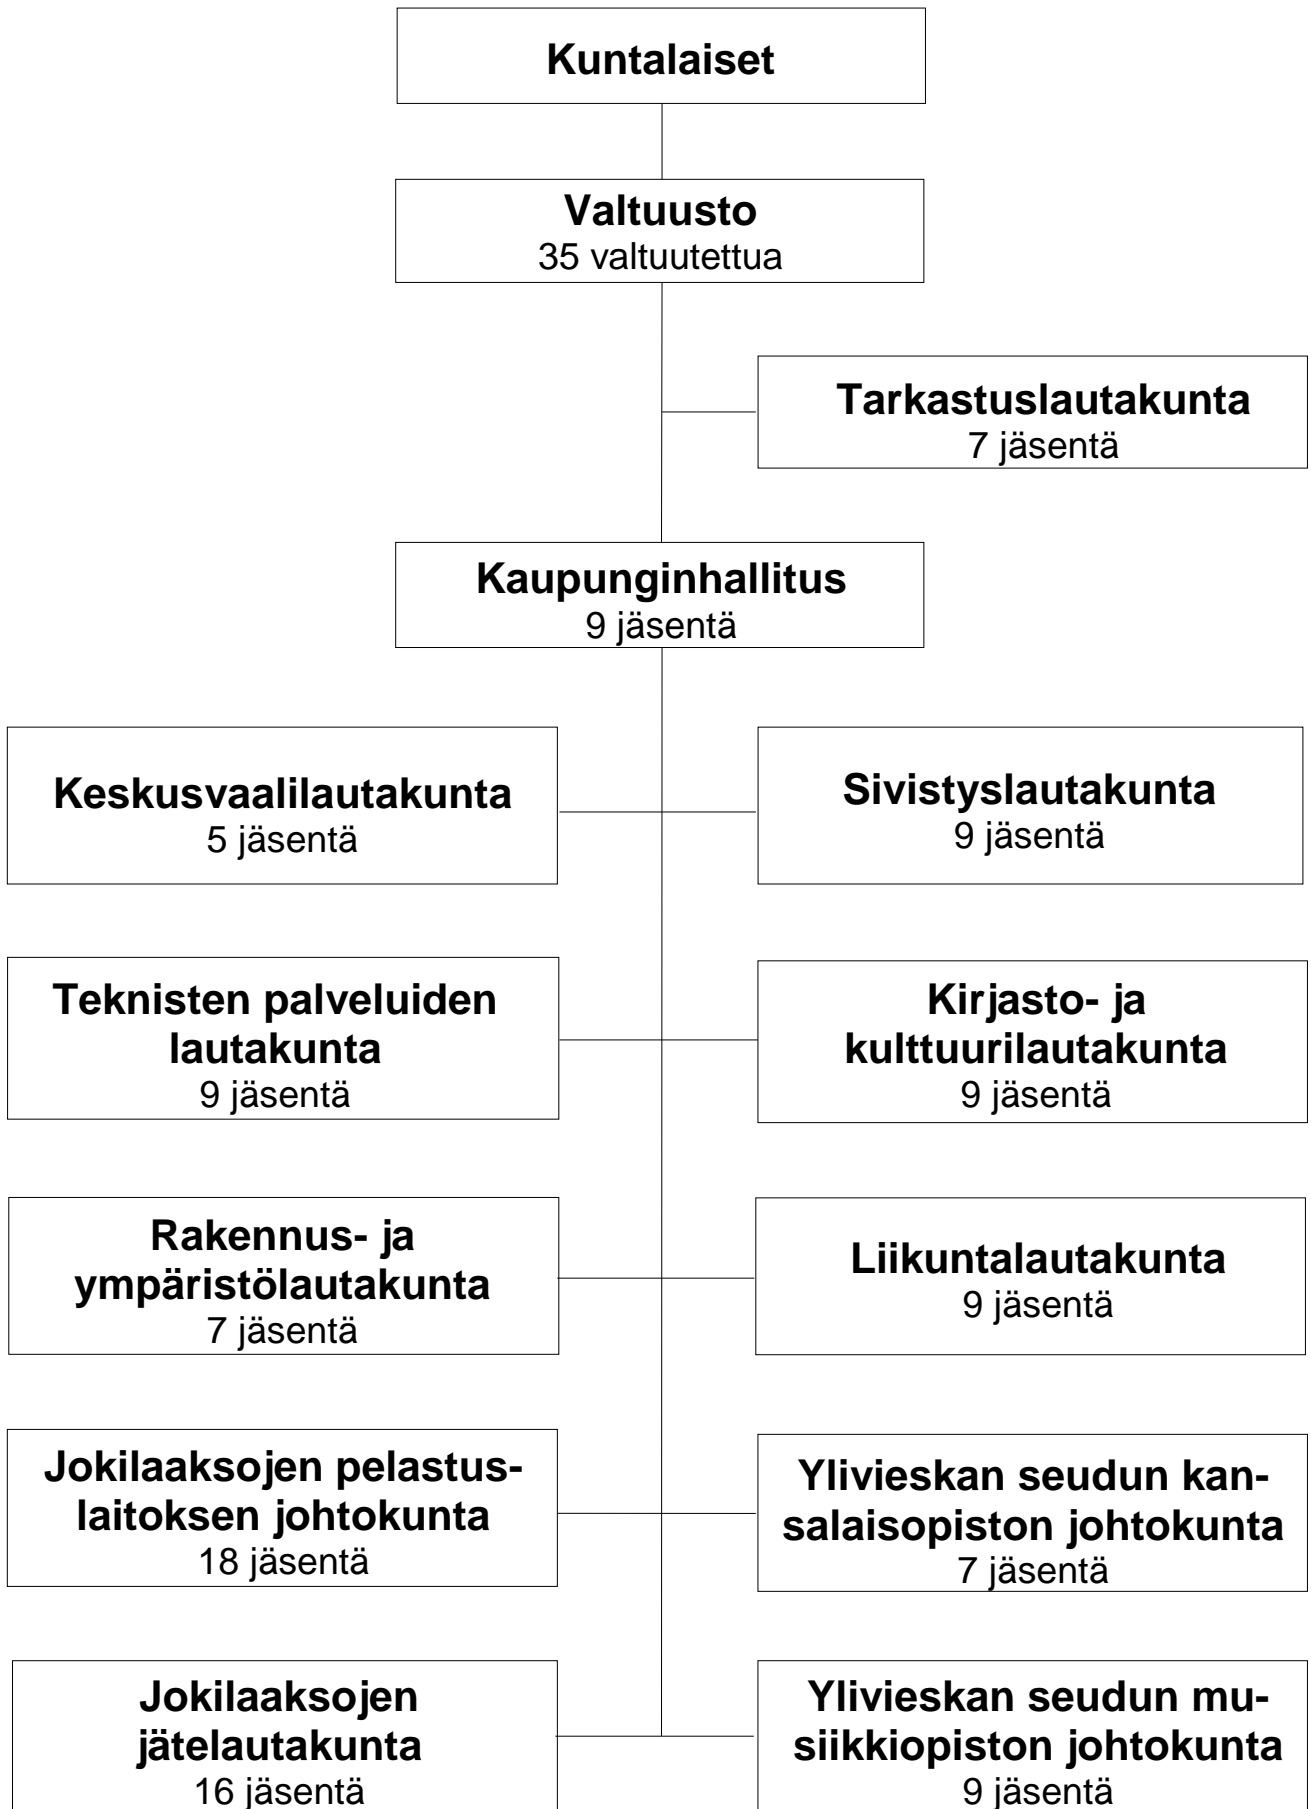 Kuntalaiset
Valtuusto
35 valtuutettua
Tarkastuslautakunta
7 jäsentä
Kaupunginhallitus
9 jäsentä
Keskusvaalilautakunta
5 jäsentä
Sivistyslautakunta
9 jäsentä
Teknisten palveluiden
lautakunta
9 jäsentä
Kirjasto- ja
kulttuurilautakunta
9 jäsentä
Rakennus- ja
ympäristölautakunta
7 jäsentä
Liikuntalautakunta
9 jäsentä
Jokilaaksojen pelastus-
laitoksen johtokunta
18 jäsentä
Ylivieskan seudun kan-
salaisopiston johtokunta
7 jäsentä
Jokilaaksojen
jätelautakunta
16 jäsentä
Ylivieskan seudun mu-
siikkiopiston johtokunta
9 jäsentä